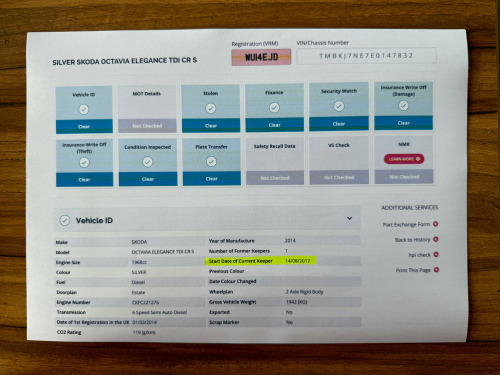 Registration (VRM)
VIN/Chassis Number
SILVER SKODA OCTAVIA ELEGANCE TDI CR S
WU14EJD
TMBKJ7NE7E0147832
Vehicle ID
Clear
MOT Details
Not Checked
Stolen
Clear
Finance
Clear
Security Watch
Clear
Insurance Write Off
(Damage)
Clear
Insurance Write Off
(Theft)
Clear
Condition Inspected
Clear
Plate Transfer
Clear
Safety Recall Data
Not Checked
V5 Check
Not Checked
NMR
LEARN MORE
Not Checked
Vehicle ID
Make SKODA
Model OCTAVIA ELEGANCE TDI CR S
Engine Size 1968cc
Colour SILVER
Fuel Diesel
Doorplan Estate
Engine Number CKFC221276
Transmission 6 Speed Semi Auto Diesel
Date of 1st Registration in the UK 01/03/2014
CO2 Rating 119 (g/km)
Year of Manufacture 2014
Number of Former Keepers 1
Start Date of Current Keeper 14/08/2017
Previous Colour
Date Colour Changed
Wheelplan 2 Axle Rigid Body
Gross Vehicle Weight 1942 (KG)
Exported No
Scrap Marker No
ADDITIONAL SERVICES
Part Exchange Form
Back to History
hpi check
Print This Page